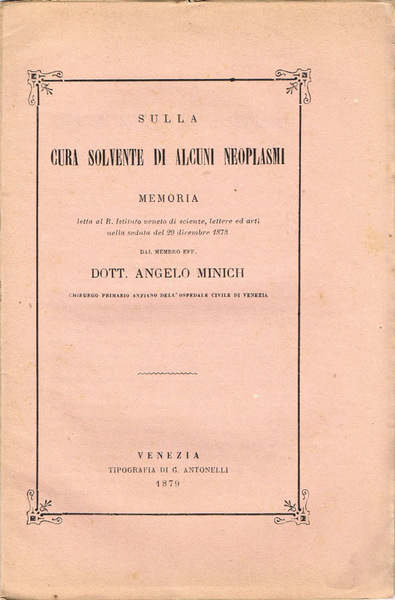 SULLA
CURA SOLVENTE DI ALCUNI NEOPLASMI
MEMORIA
letta al R. Istituto veneto di scienze, lettere ed arti
nella seduta del 29 dicembre 1878
DAL MEMBRO EFF.
DOTT. ANGELO MINICH
CHIRURGO PRIMARIO ANZIANO DELL'OSPEDALE CIVILE DI VENEZIA
VENEZIA
TIPOGRAFIA DI G. ANTONELLI
1879